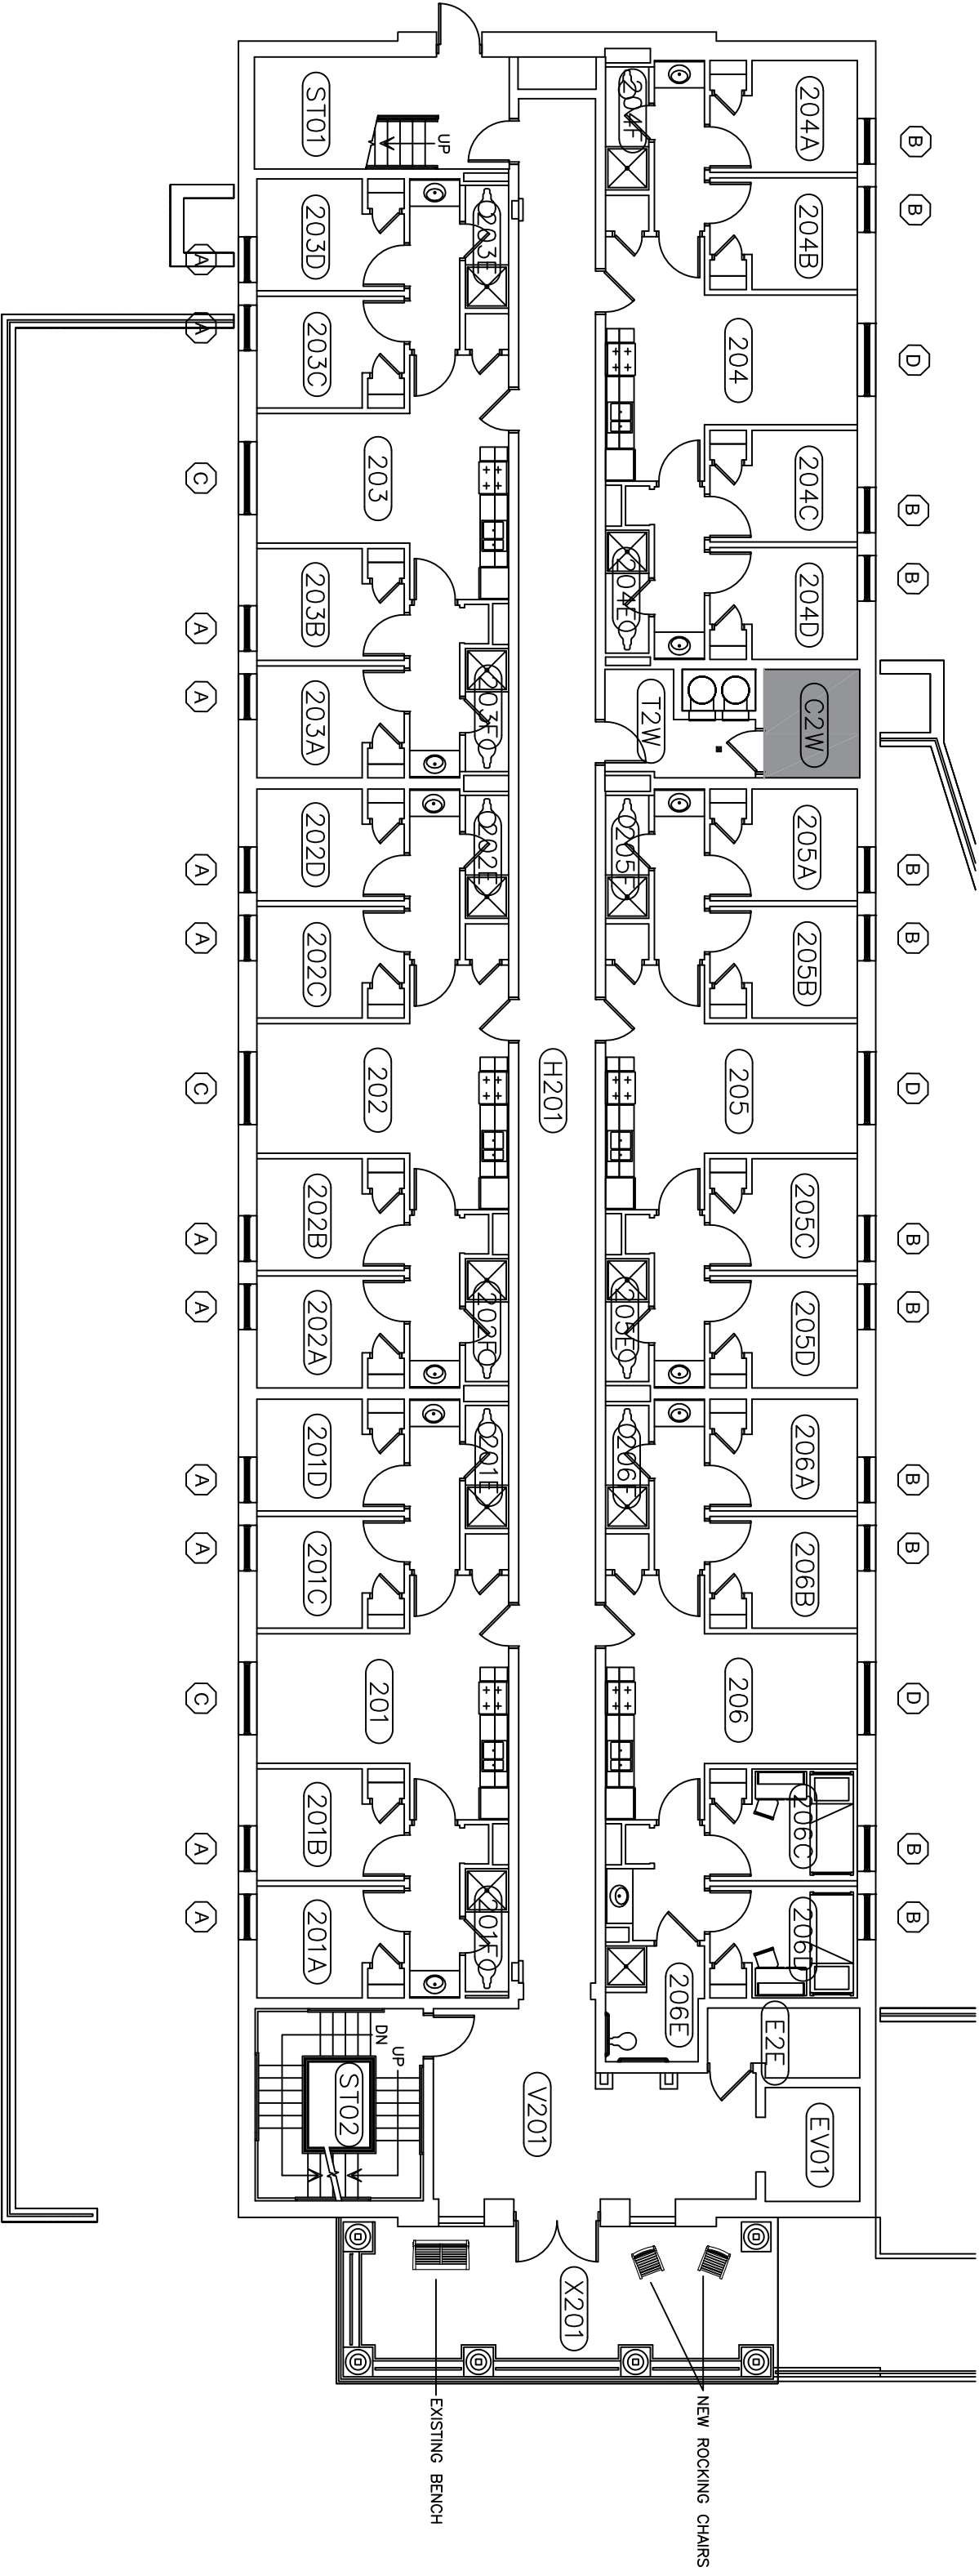 B B D B B B B D B B B B D B B
204A 204B 204C 204D C2W 205A 205B 205C 205D 206A 206B 206C 206D EV01
204 205 206
NEW ROCKING CHAIRS
T2W 206E
204F 204E 205F 205E 206F
H201 V201 X201
203E 203F 202E 202F 201E 201F
UP
EXISTING BENCH
203 202 201
UP
DN
ST02
ST01 203D 203C 203B 203A 202D 202C 202B 202A 201D 201C 201B 201A
A A C A A A A C A A A A C A A